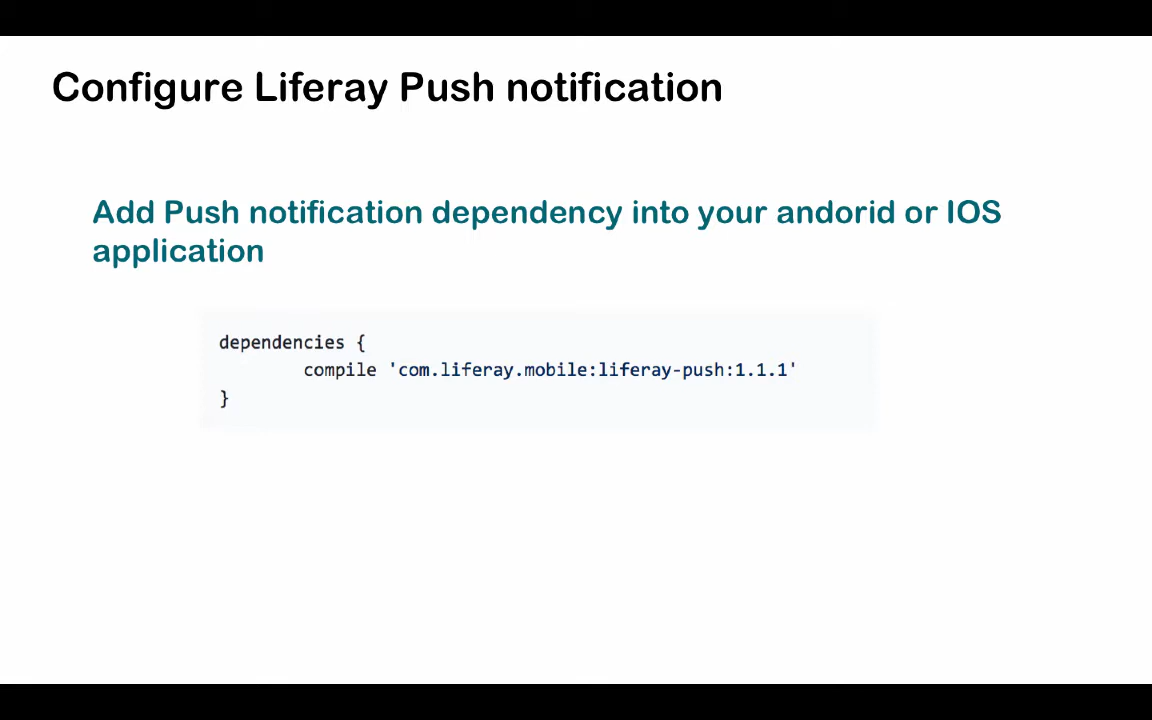 Configure Liferay Push notification
Add Push notification dependency into your andorid or IOS
application
dependencies {
compile 'com.liferay.mobile:liferay-push:1.1.1'
}